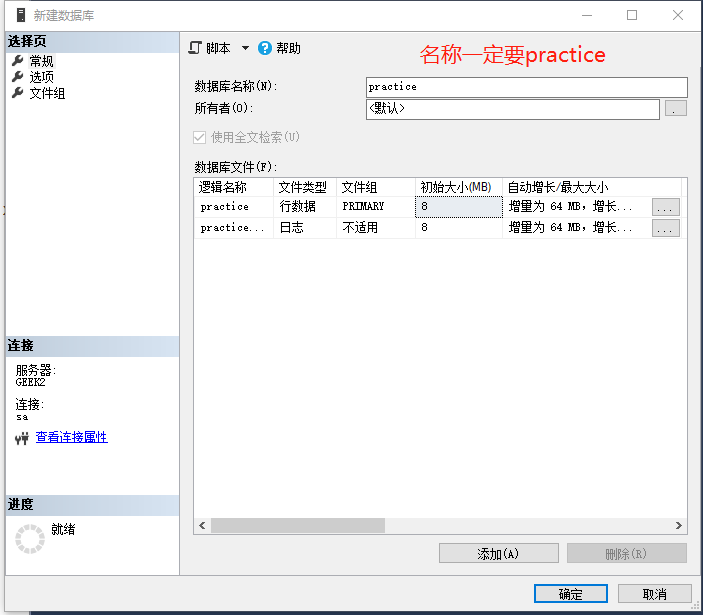 新建数据库
选择页
常规
选项
文件组
脚本 帮助
名称一定要practice
数据库名称(N): practice
所有者(O): <默认> .
使用全文检索(U)
数据库文件(F):
逻辑名称 文件类型 文件组 初始大小(MB) 自动增长/最大大小
practice 行数据 PRIMARY 8 增量为 64 MB，增长... ...
practice... 日志 不适用 8 增量为 64 MB，增长... ...
连接
服务器:
GEEK2
连接:
sa
查看连接属性
进度
就绪
添加(A) 删除(R)
确定 取消